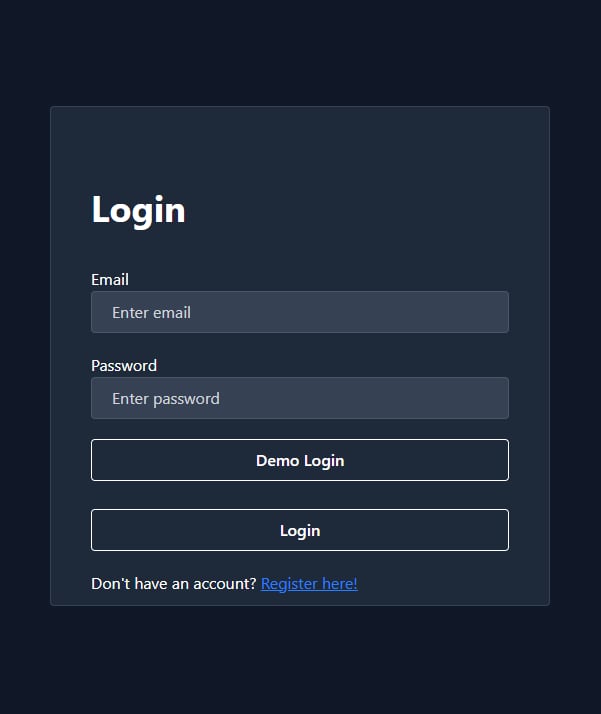 Login
Email
Enter email
Password
Enter password
Demo Login
Login
Don't have an account? Register here!